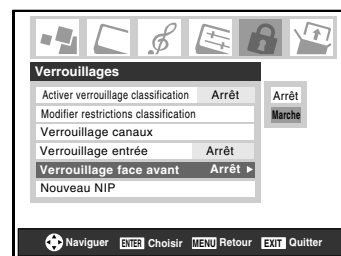 Verrouillages
Activer verrouillage classification Arrêt Arrêt
Modifier restrictions classification Marche
Verrouillage canaux
Verrouillage entrée Arrêt
Verrouillage face avant Arrêt
Nouveau NIP
Naviguer ENTER Choisir MENU Retour EXIT Quitter